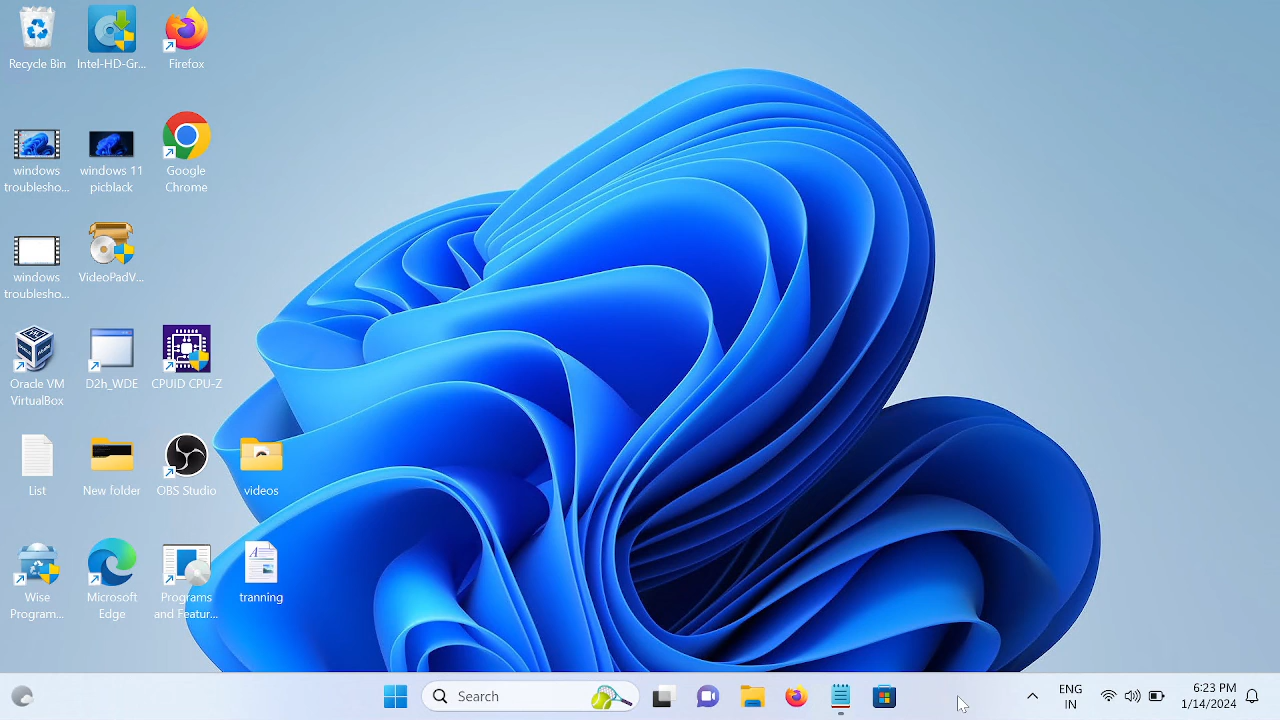 Recycle Bin
Intel-HD-Gr...
Firefox
windows
troublesho...
windows 11
picblack
Google
Chrome
windows
troublesho...
VideoPadV...
Oracle VM
VirtualBox
D2h_WDE
CPUID CPU-Z
List
New folder
OBS Studio
videos
Wise
Program...
Microsoft
Edge
Programs
and Featur...
tranning
Search
ENG
IN
6:23 PM
1/14/2024